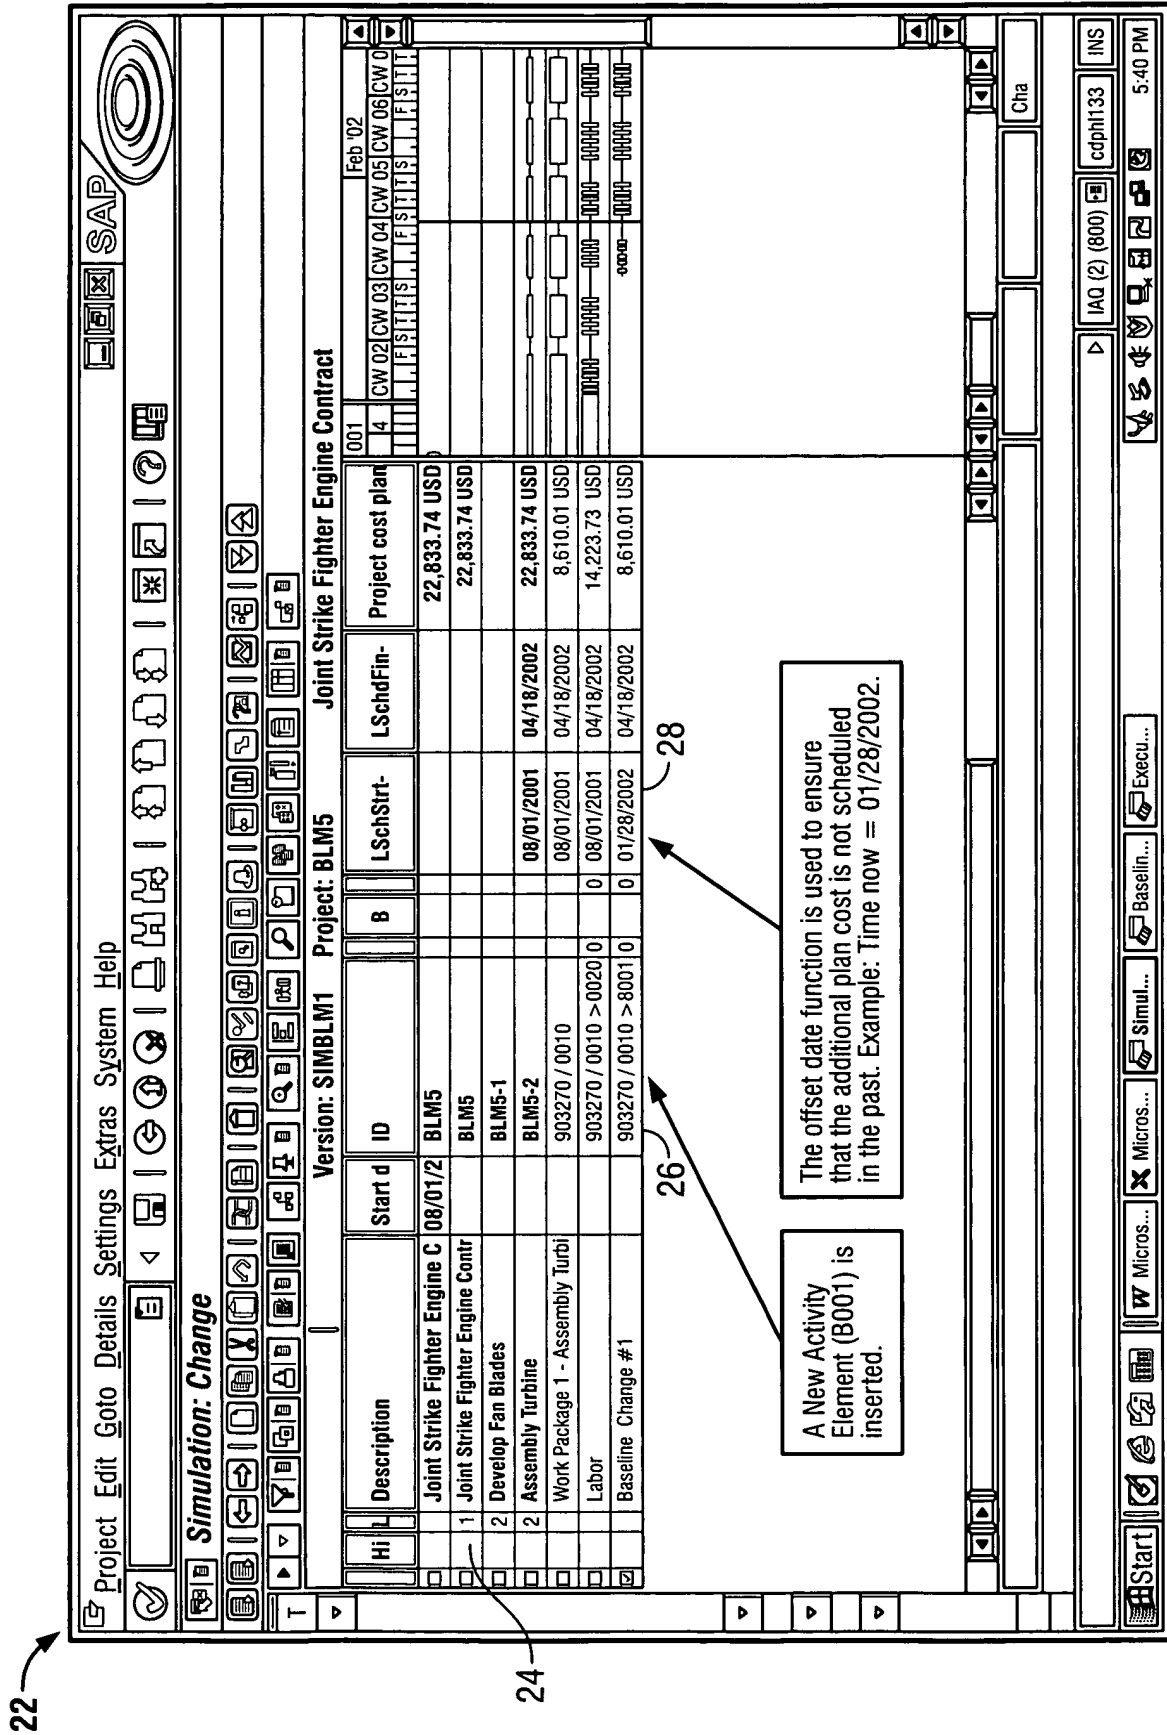 22
Project Edit Goto Details Settings Extras System Help
SAP
Simulation: Change
Version: SIMBLM1 Project: BLM5 Joint Strike Fighter Engine Contract
Hi L Description Start d ID B LSchStrt- LSchdFin- Project cost plan
001 Feb '02
4 CW 02 CW 03 CW 04 CW 05 CW 06 CW 0
Joint Strike Fighter Engine C 08/01/2 BLM5 22,833.74 USD
1 Joint Strike Fighter Engine Contr BLM5 22,833.74 USD
2 Develop Fan Blades BLM5-1
2 Assembly Turbine BLM5-2 08/01/2001 04/18/2002 22,833.74 USD
Work Package 1 - Assembly Turbi 903270 / 0010 08/01/2001 04/18/2002 8,610.01 USD
Labor 903270 / 0010 >0020 0 0 08/01/2001 04/18/2002 14,223.73 USD
Baseline Change #1 903270 / 0010 >8001 0 0 01/28/2002 04/18/2002 8,610.01 USD
24
26
28
A New Activity
Element (B001) is
inserted.
The offset date function is used to ensure
that the additional plan cost is not scheduled
in the past. Example: Time now = 01/28/2002.
Cha
IAQ (2) (800) cdphl133 INS
Start W Micros... X Micros... Simul... Baselin... Execu... 5:40 PM